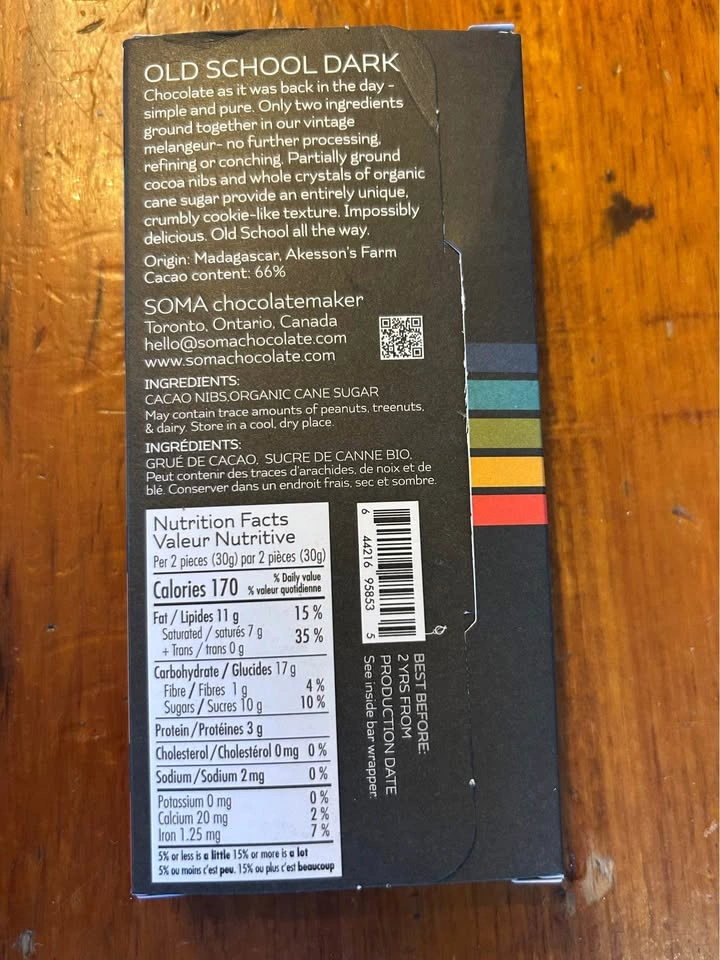 OLD SCHOOL DARK
Chocolate as it was back in the day -
simple and pure. Only two ingredients
ground together in our vintage
melangeur- no further processing,
refining or conching. Partially ground
cocoa nibs and whole crystals of organic
cane sugar provide an entirely unique,
crumbly cookie-like texture. Impossibly
delicious. Old School all the way.
Origin: Madagascar, Akesson's Farm
Cacao content: 66%
SOMA chocolatemaker
Toronto, Ontario, Canada
hello@somachocolate.com
www.somachocolate.com
INGREDIENTS:
CACAO NIBS,ORGANIC CANE SUGAR
May contain trace amounts of peanuts, treenuts,
& dairy. Store in a cool, dry place.
INGRÉDIENTS:
GRUÉ DE CACAO, SUCRE DE CANNE BIO.
Peut contenir des traces d'arachides, de noix et de
blé. Conserver dans un endroit frais, sec et sombre.
Nutrition Facts
Valeur Nutritive
Per 2 pieces (30g) par 2 pièces (30g)
Calories 170 % Daily value
% valeur quotidienne
Fat / Lipides 11 g 15 %
Saturated / saturés 7 g 35 %
+ Trans / trans 0 g
Carbohydrate / Glucides 17 g
Fibre / Fibres 1 g 4 %
Sugars / Sucres 10 g 10 %
Protein / Protéines 3 g
Cholesterol / Cholestérol 0 mg 0 %
Sodium / Sodium 2 mg 0 %
Potassium 0 mg 0 %
Calcium 20 mg 2 %
Iron 1.25 mg 7 %
5% or less is a little 15% or more is a lot
5% ou moins c'est peu, 15% ou plus c'est beaucoup
6 44216 95853 5
BEST BEFORE:
2 YRS FROM
PRODUCTION DATE
See inside bar wrapper.